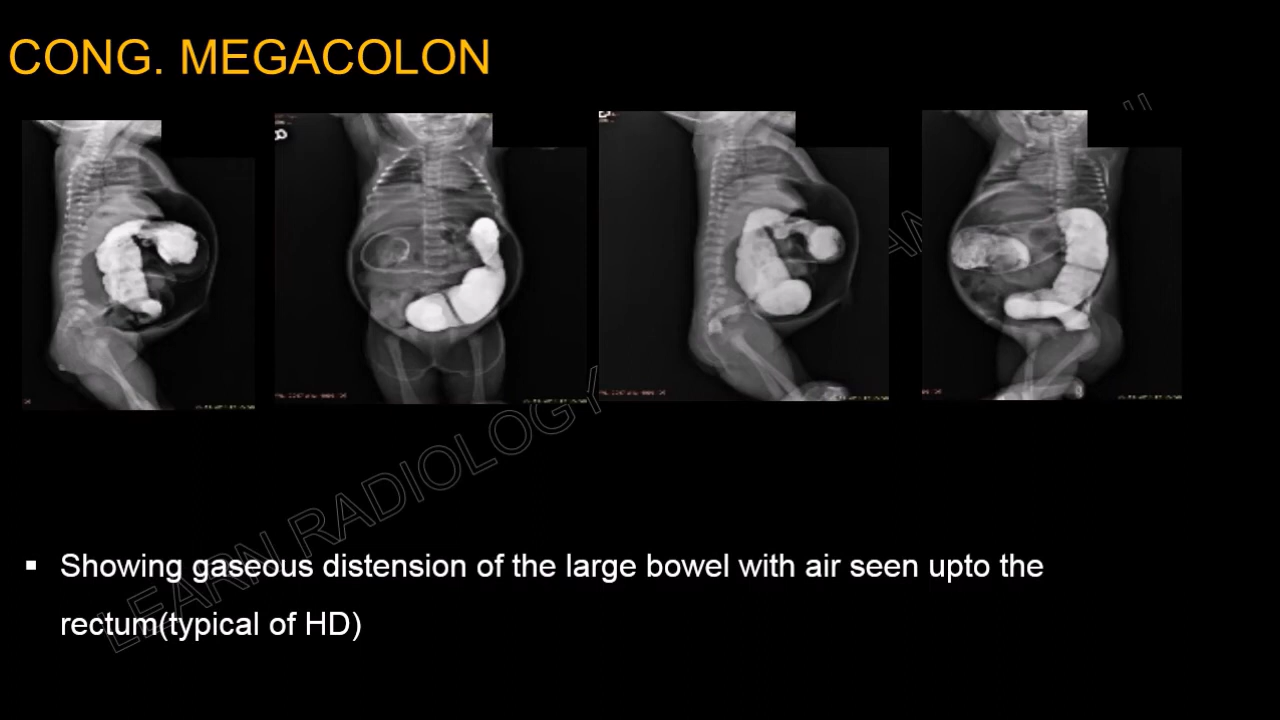 CONG. MEGACOLON
LEARN RADIOLOGY
▪ Showing gaseous distension of the large bowel with air seen upto the
rectum(typical of HD)